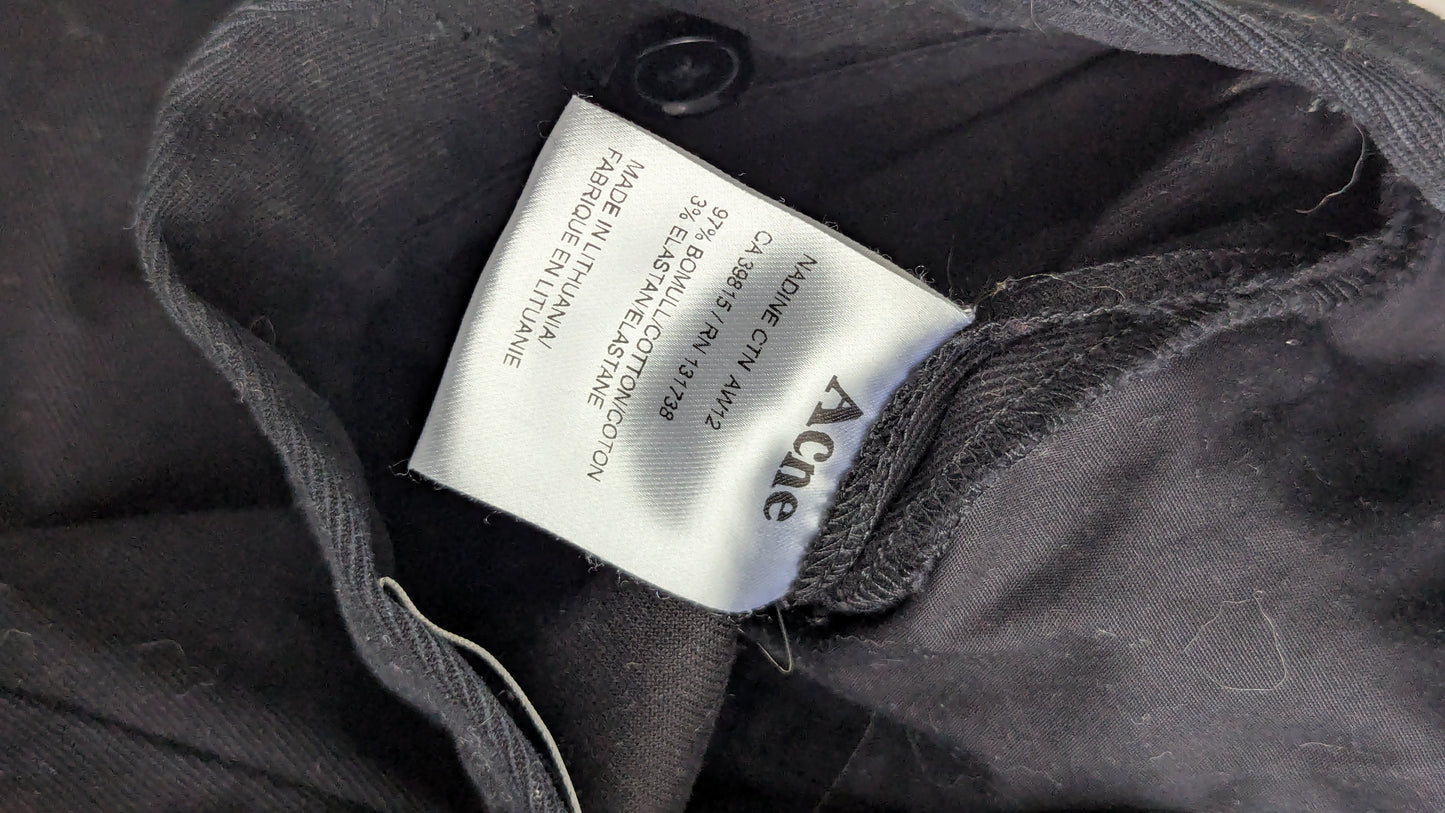 Acne
NADINE CTN AW12
CA 39815 / RN 131738
97% BOMULL/COTTON/COTON
3% ELASTAN/ELASTANE
MADE IN LITHUANIA/
FABRIQUE EN LITUANIE